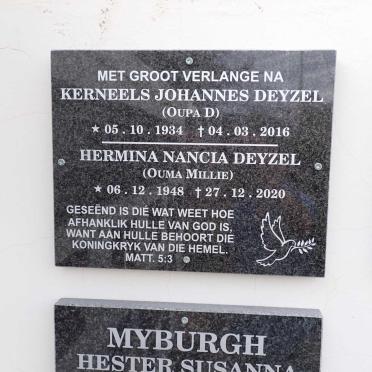 MET GROOT VERLANGE NA
KERNEELS JOHANNES DEYZEL
(OUPA D)
★ 05 . 10 . 1934 † 04 . 03 . 2016
HERMINA NANCIA DEYZEL
(OUMA MILLIE)
★ 06 . 12 . 1948 † 27 . 12 . 2020
GESEËND IS DIÉ WAT WEET HOE
AFHANKLIK HULLE VAN GOD IS,
WANT AAN HULLE BEHOORT DIE
KONINGKRYK VAN DIE HEMEL.
MATT. 5:3
MYBURGH
HESTER SUSANNA